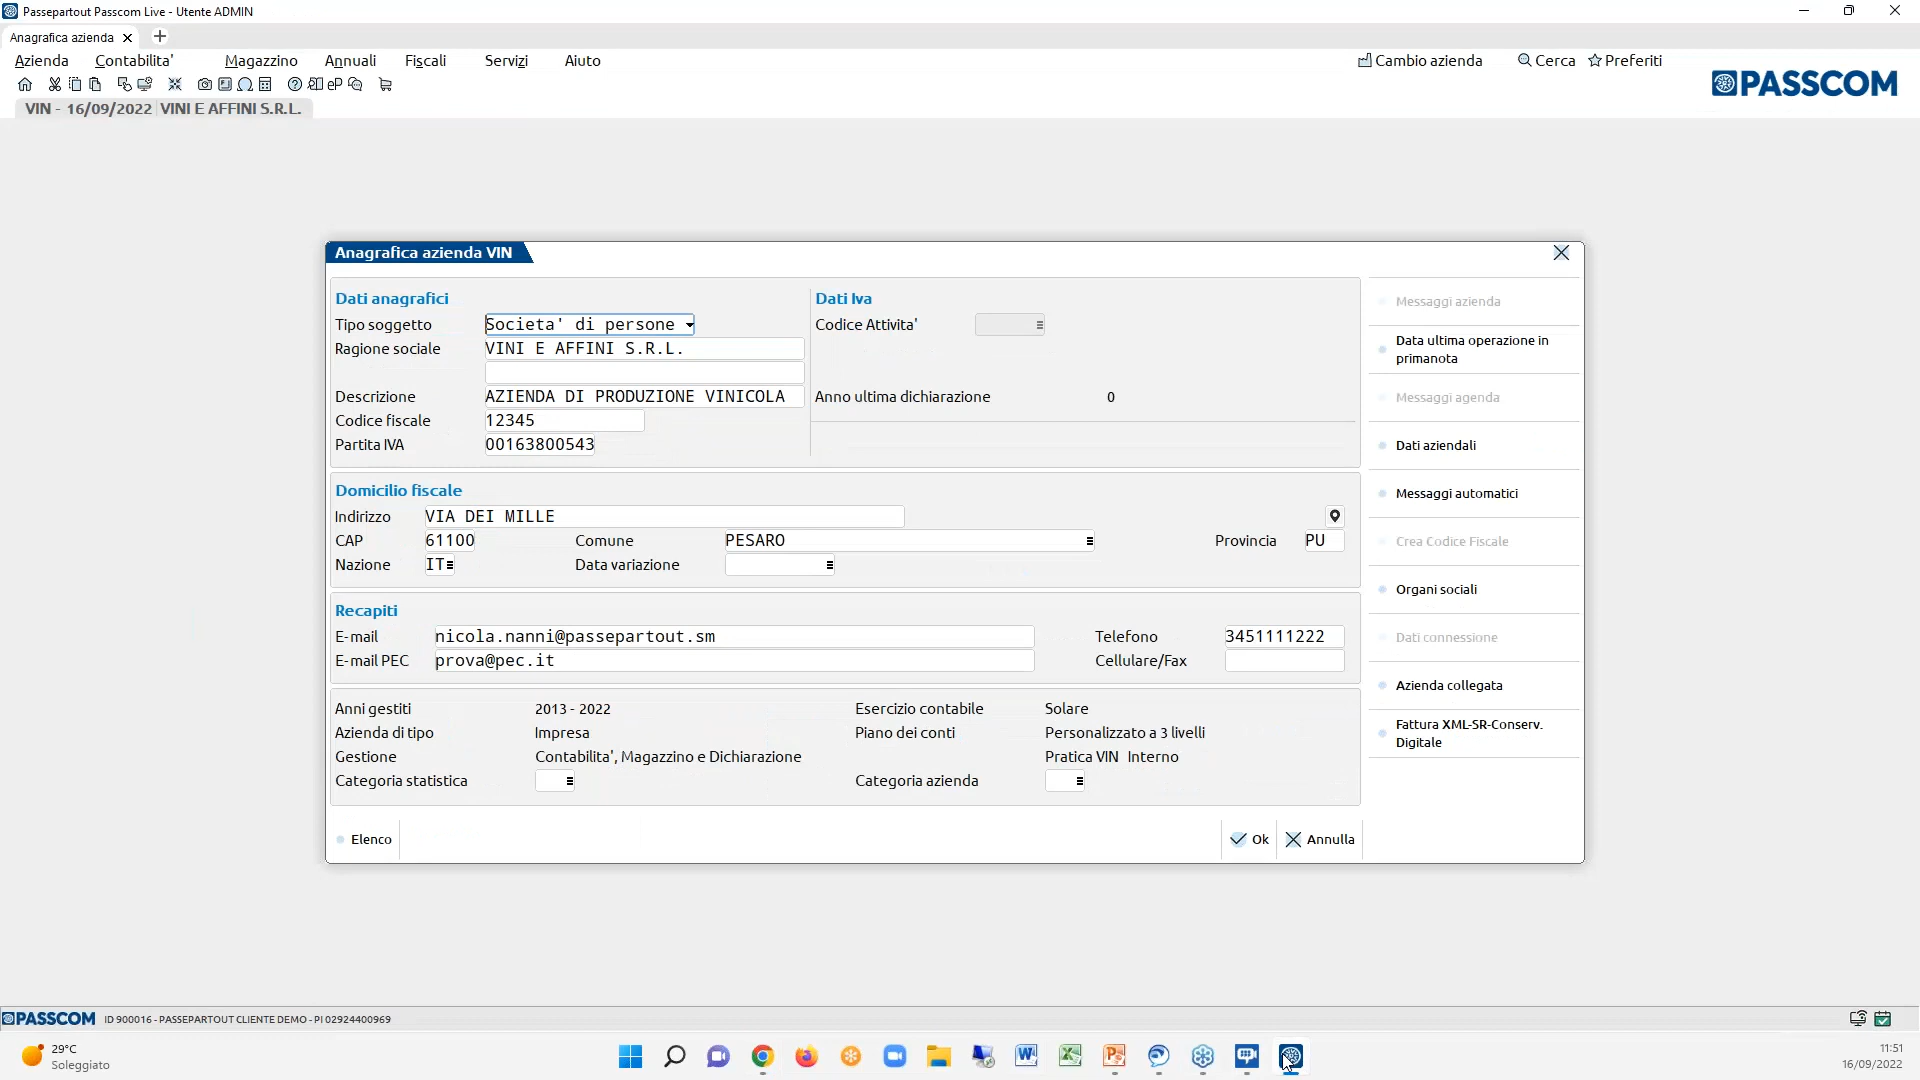 Passepartout Passcom Live - Utente ADMIN
Anagrafica azienda
Azienda Contabilita' Magazzino Annuali Fiscali Servizi Aiuto Cambio azienda Cerca Preferiti
PASSCOM
VIN - 16/09/2022 VINI E AFFINI S.R.L.
Anagrafica azienda VIN
Dati anagrafici
Tipo soggetto Societa' di persone
Ragione sociale VINI E AFFINI S.R.L.
Descrizione AZIENDA DI PRODUZIONE VINICOLA
Codice fiscale 12345
Partita IVA 00163800543
Dati Iva
Codice Attivita'
Anno ultima dichiarazione 0
Domicilio fiscale
Indirizzo VIA DEI MILLE
CAP 61100 Comune PESARO Provincia PU
Nazione IT Data variazione
Recapiti
E-mail nicola.nanni@passepartout.sm Telefono 3451111222
E-mail PEC prova@pec.it Cellulare/Fax
Anni gestiti 2013 - 2022 Esercizio contabile Solare
Azienda di tipo Impresa Piano dei conti Personalizzato a 3 livelli
Gestione Contabilita', Magazzino e Dichiarazione Pratica VIN Interno
Categoria statistica Categoria azienda
Messaggi azienda
Data ultima operazione in
primanota
Messaggi agenda
Dati aziendali
Messaggi automatici
Crea Codice Fiscale
Organi sociali
Dati connessione
Azienda collegata
Fattura XML-SR-Conserv.
Digitale
Elenco Ok Annulla
PASSCOM ID 900016 - PASSEPARTOUT CLIENTE DEMO - PI 02924400969
29°C
Soleggiato
11:51
16/09/2022